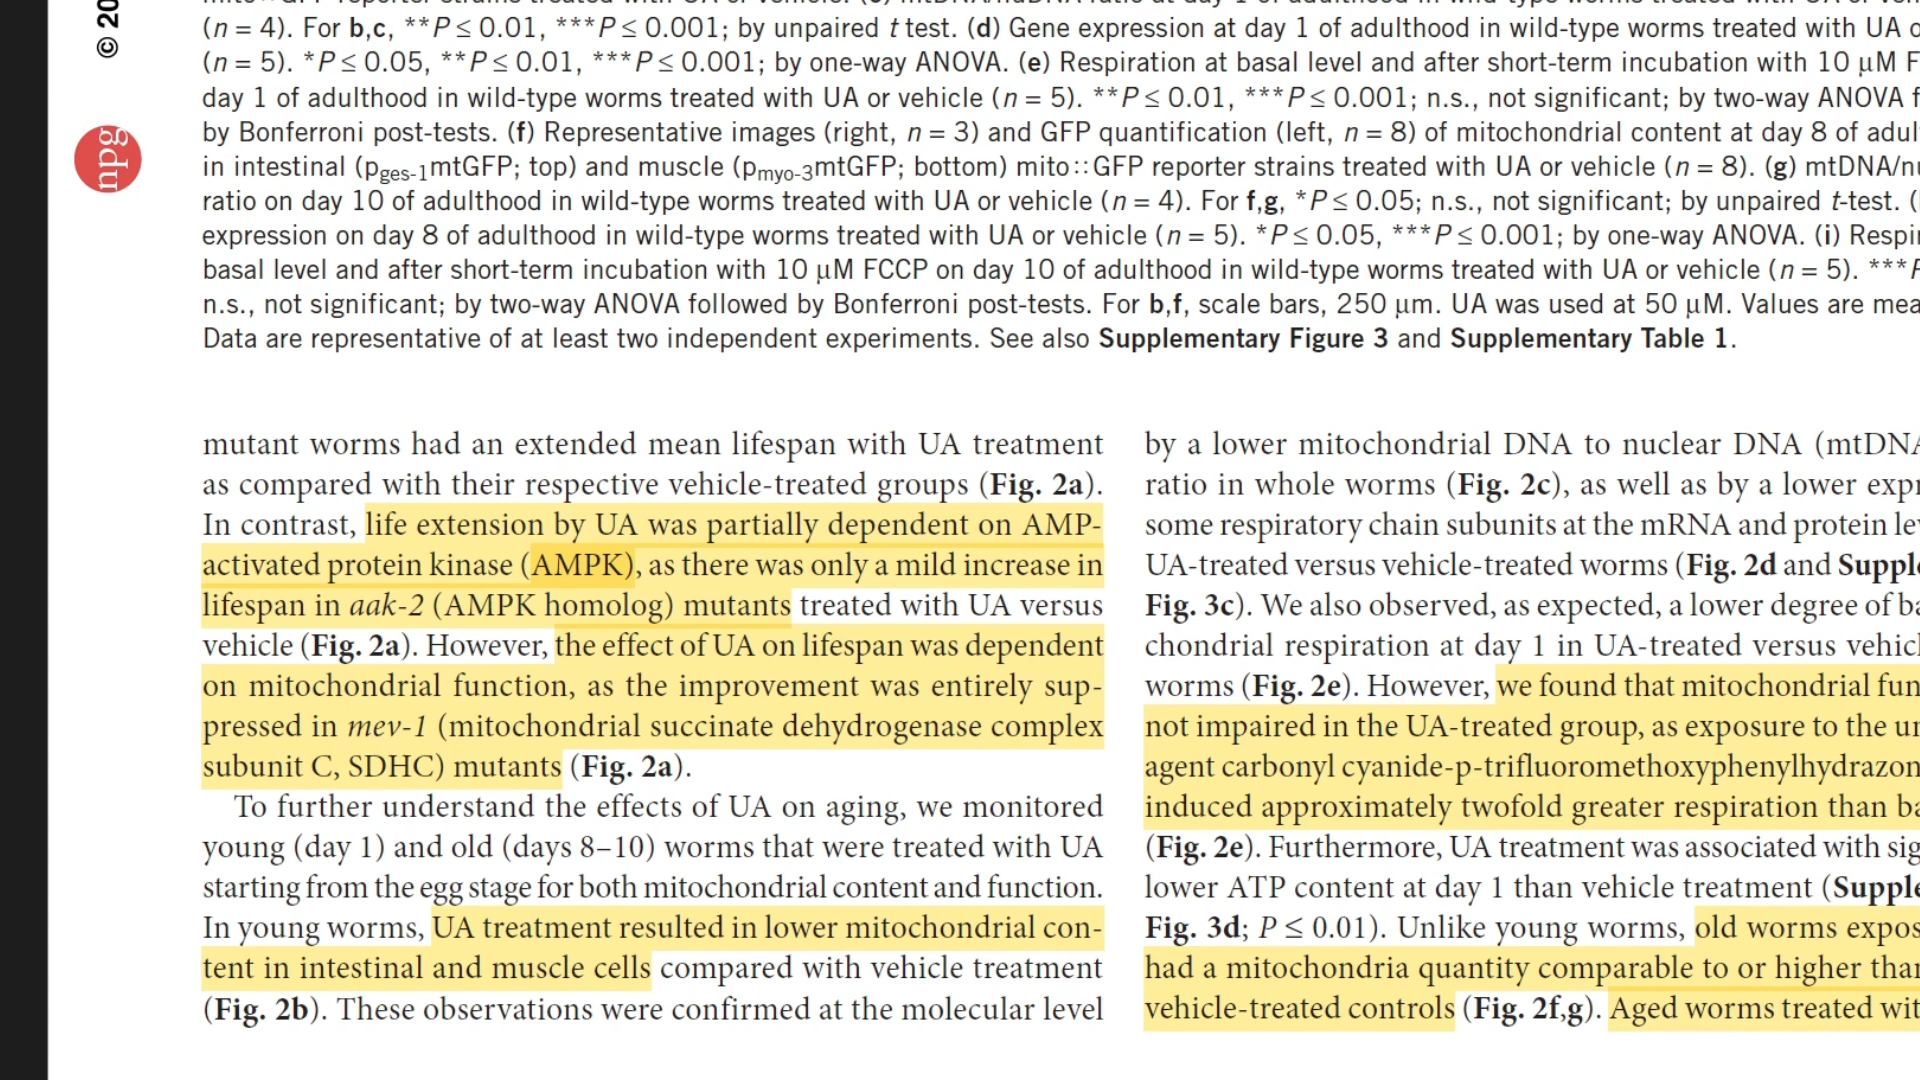 © 20
npg
(n = 4). For b,c, **P ≤ 0.01, ***P ≤ 0.001; by unpaired t test. (d) Gene expression at day 1 of adulthood in wild-type worms treated with UA
(n = 5). *P ≤ 0.05, **P ≤ 0.01, ***P ≤ 0.001; by one-way ANOVA. (e) Respiration at basal level and after short-term incubation with 10 μM F
day 1 of adulthood in wild-type worms treated with UA or vehicle (n = 5). **P ≤ 0.01, ***P ≤ 0.001; n.s., not significant; by two-way ANOVA f
by Bonferroni post-tests. (f) Representative images (right, n = 3) and GFP quantification (left, n = 8) of mitochondrial content at day 8 of adul
in intestinal (pges-1mtGFP; top) and muscle (pmyo-3mtGFP; bottom) mito::GFP reporter strains treated with UA or vehicle (n = 8). (g) mtDNA/nu
ratio on day 10 of adulthood in wild-type worms treated with UA or vehicle (n = 4). For f,g, *P ≤ 0.05; n.s., not significant; by unpaired t-test. (
expression on day 8 of adulthood in wild-type worms treated with UA or vehicle (n = 5). *P ≤ 0.05, ***P ≤ 0.001; by one-way ANOVA. (i) Respi
basal level and after short-term incubation with 10 μM FCCP on day 10 of adulthood in wild-type worms treated with UA or vehicle (n = 5). ***P
n.s., not significant; by two-way ANOVA followed by Bonferroni post-tests. For b,f, scale bars, 250 μm. UA was used at 50 μM. Values are mea
Data are representative of at least two independent experiments. See also Supplementary Figure 3 and Supplementary Table 1.
mutant worms had an extended mean lifespan with UA treatment
as compared with their respective vehicle-treated groups (Fig. 2a).
In contrast, life extension by UA was partially dependent on AMP-
activated protein kinase (AMPK), as there was only a mild increase in
lifespan in aak-2 (AMPK homolog) mutants treated with UA versus
vehicle (Fig. 2a). However, the effect of UA on lifespan was dependent
on mitochondrial function, as the improvement was entirely sup-
pressed in mev-1 (mitochondrial succinate dehydrogenase complex
subunit C, SDHC) mutants (Fig. 2a).
To further understand the effects of UA on aging, we monitored
young (day 1) and old (days 8–10) worms that were treated with UA
starting from the egg stage for both mitochondrial content and function.
In young worms, UA treatment resulted in lower mitochondrial con-
tent in intestinal and muscle cells compared with vehicle treatment
(Fig. 2b). These observations were confirmed at the molecular level
by a lower mitochondrial DNA to nuclear DNA (mtDNA
ratio in whole worms (Fig. 2c), as well as by a lower expr
some respiratory chain subunits at the mRNA and protein lev
UA-treated versus vehicle-treated worms (Fig. 2d and Supple
Fig. 3c). We also observed, as expected, a lower degree of ba
chondrial respiration at day 1 in UA-treated versus vehicl
worms (Fig. 2e). However, we found that mitochondrial fun
not impaired in the UA-treated group, as exposure to the un
agent carbonyl cyanide-p-trifluoromethoxyphenylhydrazon
induced approximately twofold greater respiration than ba
(Fig. 2e). Furthermore, UA treatment was associated with sig
lower ATP content at day 1 than vehicle treatment (Supple
Fig. 3d; P ≤ 0.01). Unlike young worms, old worms expos
had a mitochondria quantity comparable to or higher than
vehicle-treated controls (Fig. 2f,g). Aged worms treated wit